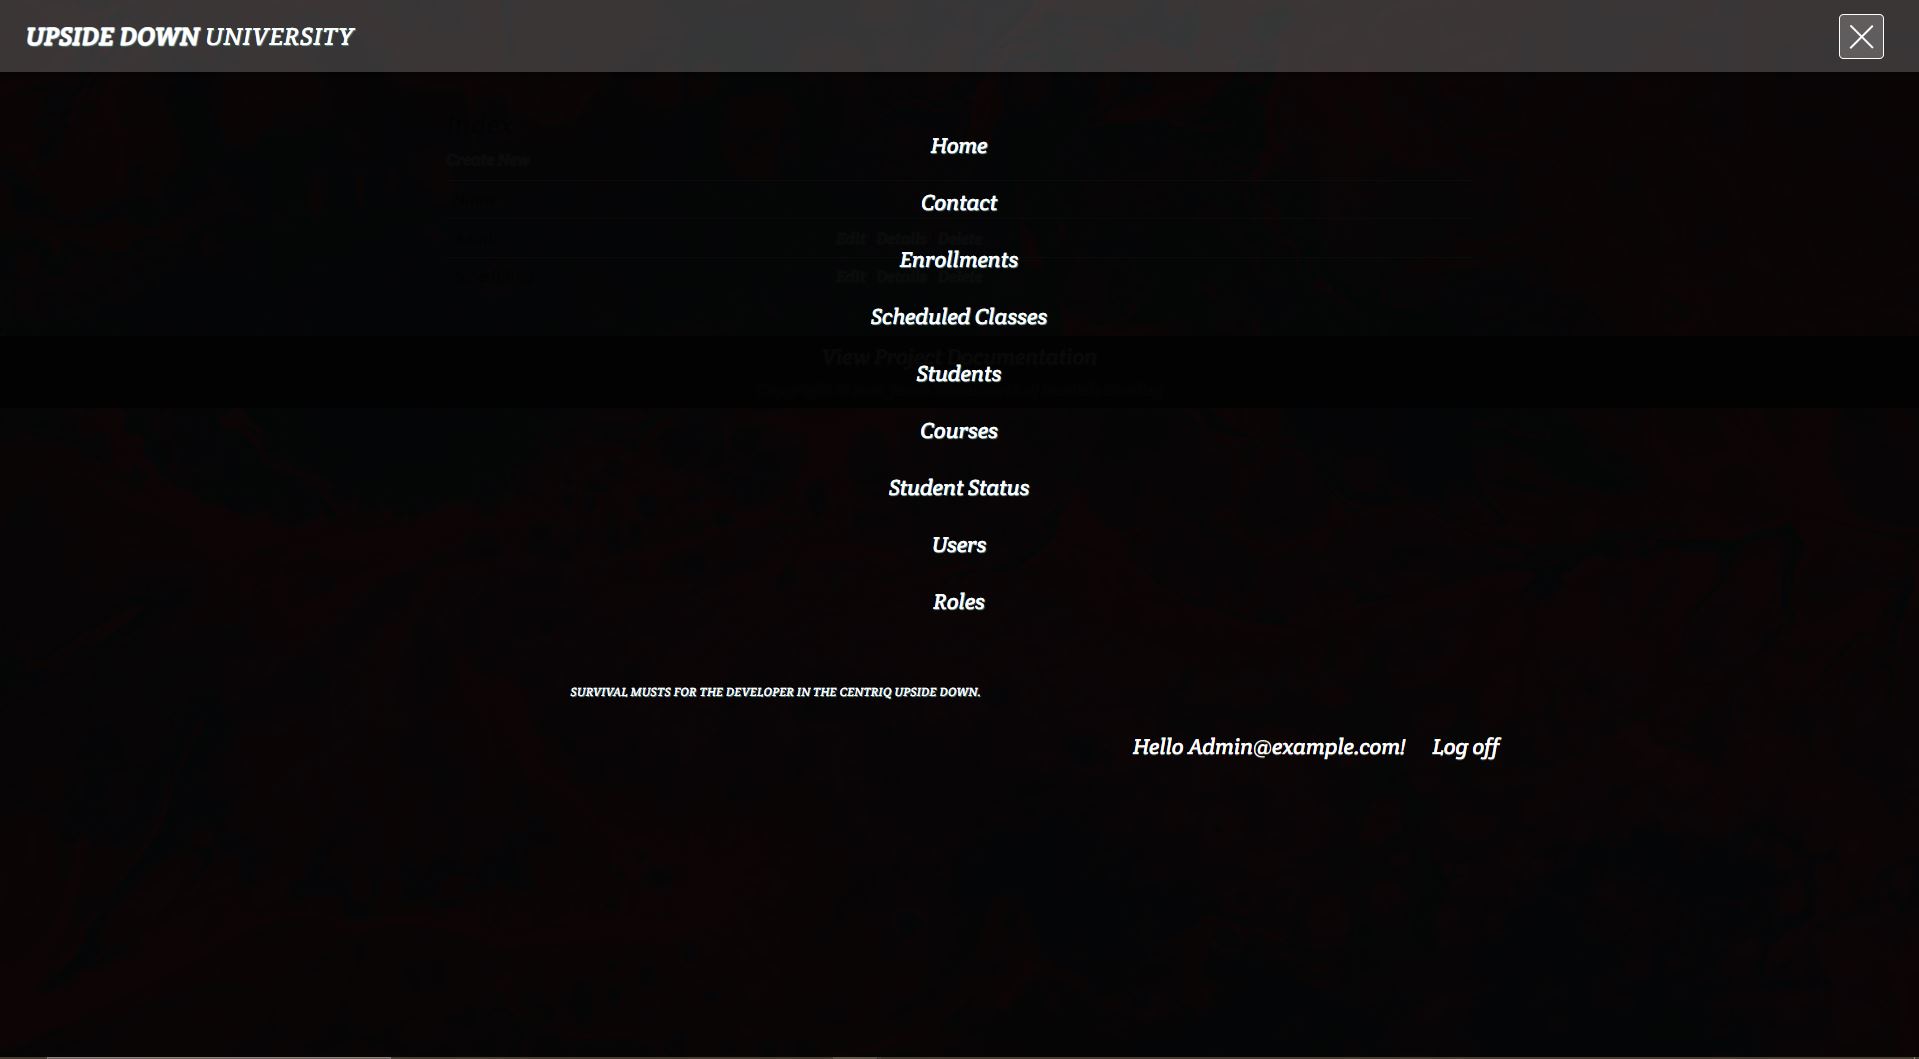 UPSIDE DOWN UNIVERSITY
Index
Create New
Home
Contact
Edit Details Delete
Enrollments
Edit Details Delete
Scheduled Classes
View Project Documentation
Students
Courses
Student Status
Users
Roles
SURVIVAL MUSTS FOR THE DEVELOPER IN THE CENTRIQ UPSIDE DOWN.
Hello Admin@example.com! Log off